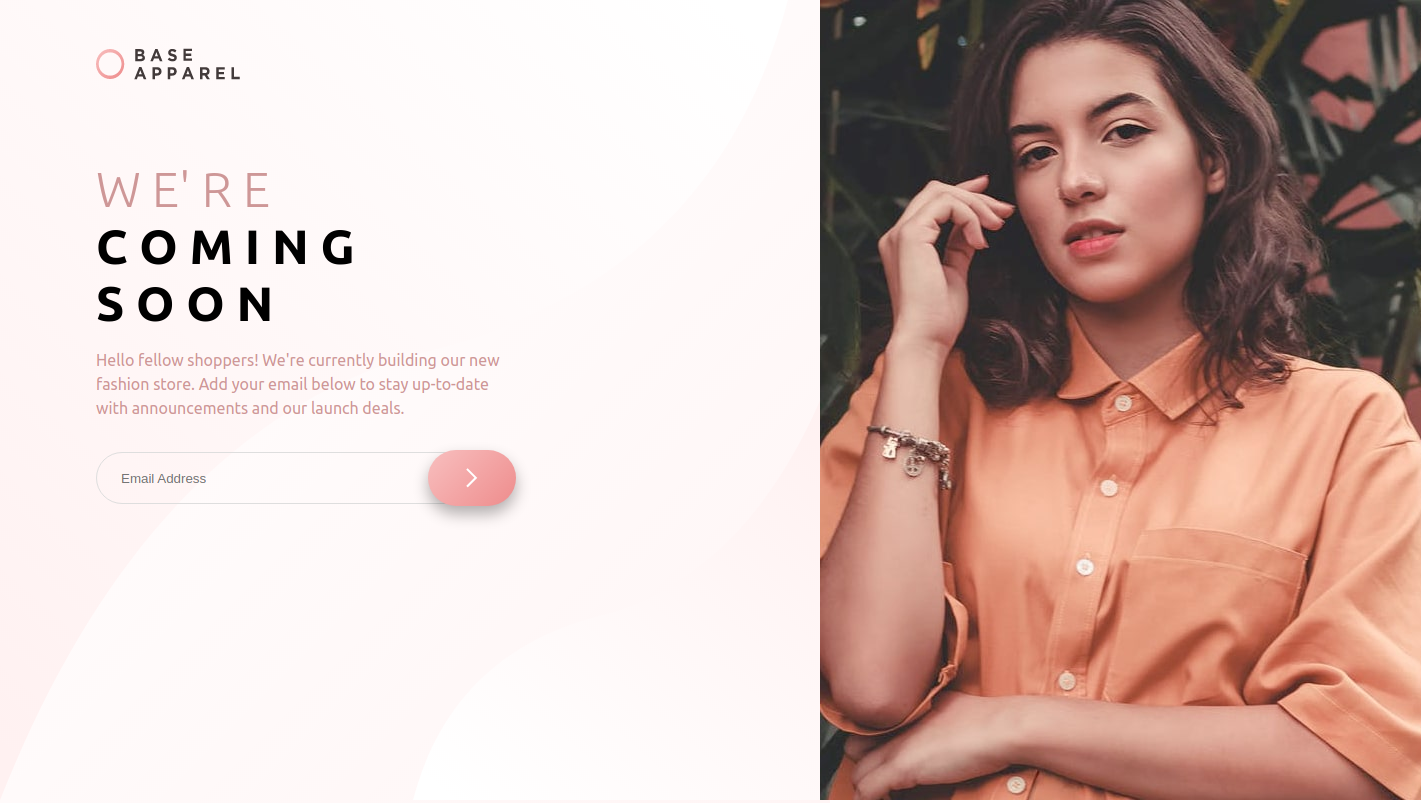 BASE
APPAREL
WE'RE
COMING
SOON
Hello fellow shoppers! We're currently building our new
fashion store. Add your email below to stay up-to-date
with announcements and our launch deals.
Email Address